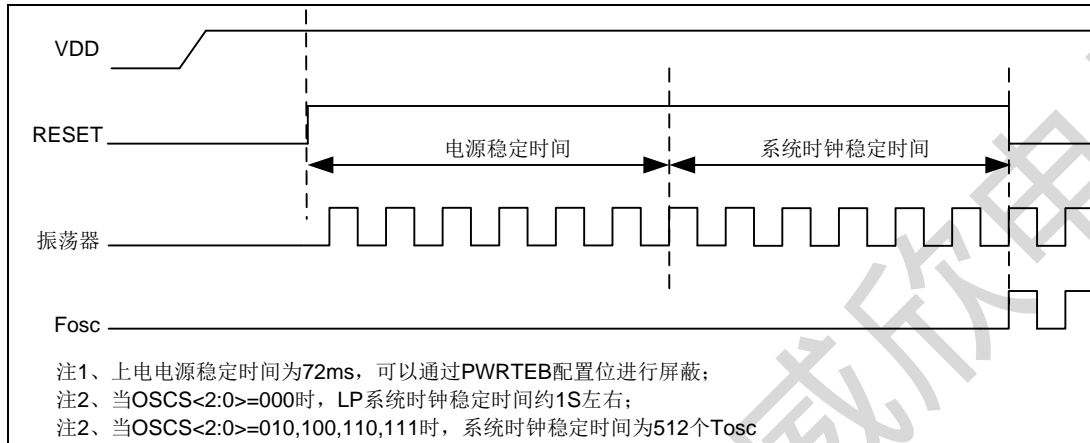 VDD
RESET
电源稳定时间
系统时钟稳定时间
振荡器
Fosc
注1、上电电源稳定时间为72ms，可以通过PWRTEB配置位进行屏蔽；
注2、当OSCS<2:0>=000时，LP系统时钟稳定时间约1S左右；
注2、当OSCS<2:0>=010,100,110,111时，系统时钟稳定时间为512个Tosc
威欣电